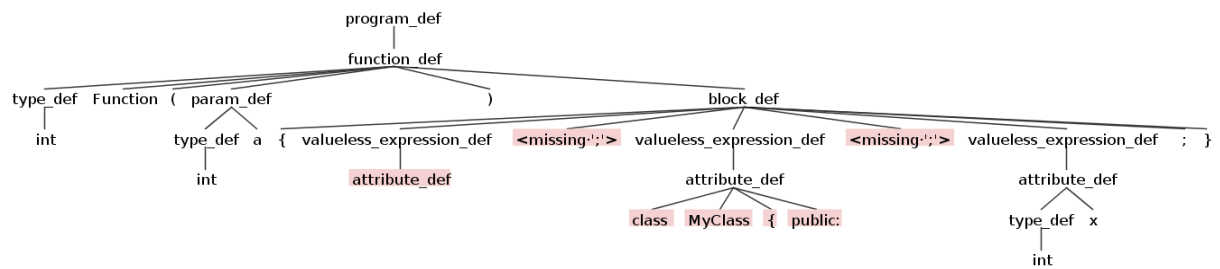 program_def
function_def
type_def Function ( param_def ) block_def
int type_def a { valueless_expression_def <missing·';'> valueless_expression_def <missing·';'> valueless_expression_def ; }
int attribute_def attribute_def attribute_def
class MyClass { public: type_def x
int